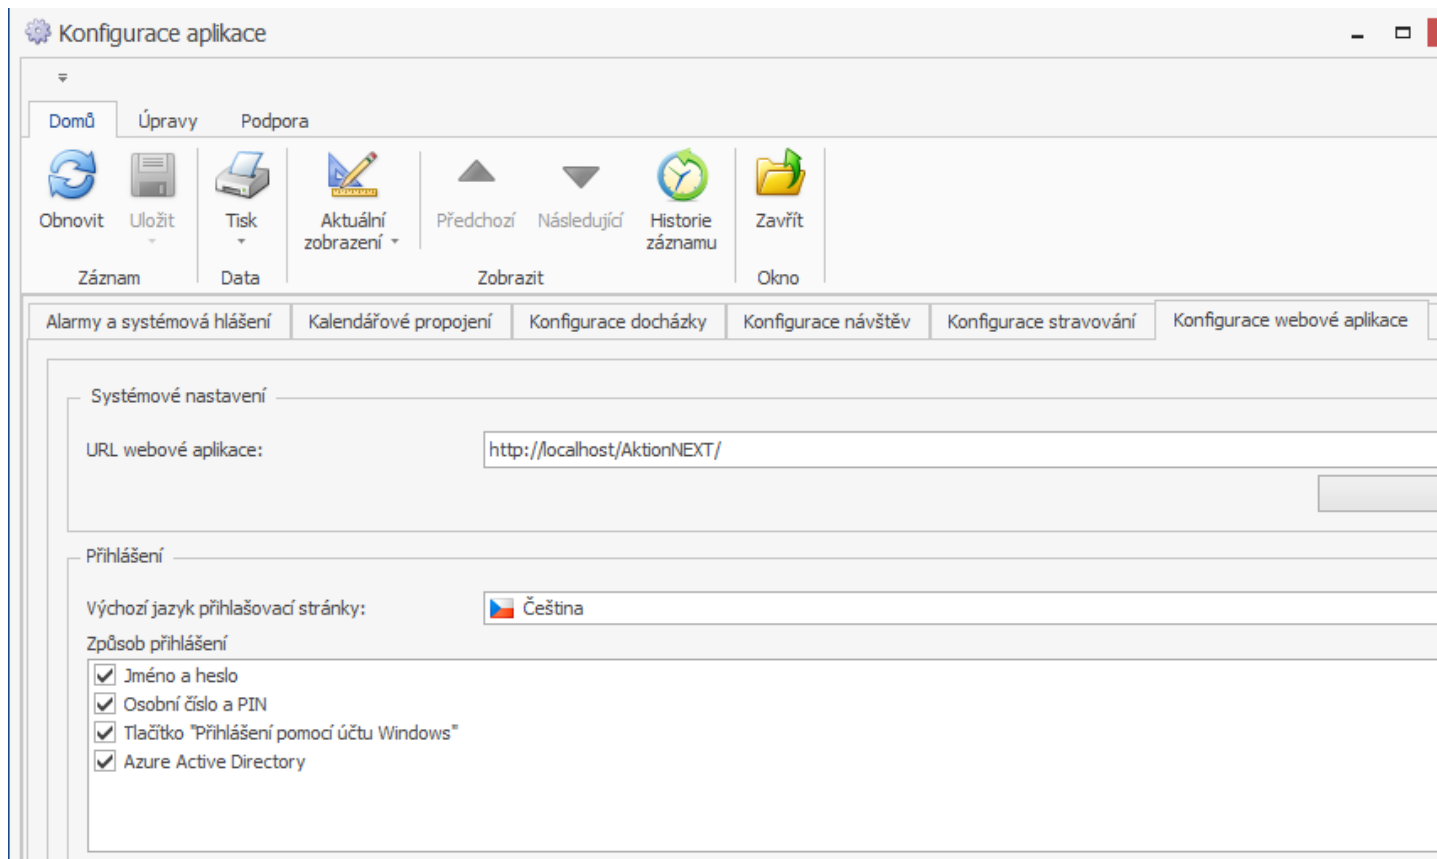 Konfigurace aplikace
Domů Úpravy Podpora
Obnovit Uložit Tisk Aktuální zobrazení Předchozí Následující Historie záznamu Zavřít
Záznam Data Zobrazit Okno
Alarmy a systémová hlášení Kalendářové propojení Konfigurace docházky Konfigurace návštěv Konfigurace stravování Konfigurace webové aplikace
Systémové nastavení
URL webové aplikace: http://localhost/AktionNEXT/
Přihlášení
Výchozí jazyk přihlašovací stránky: Čeština
Způsob přihlášení
Jméno a heslo
Osobní číslo a PIN
Tlačítko "Přihlášení pomocí účtu Windows"
Azure Active Directory